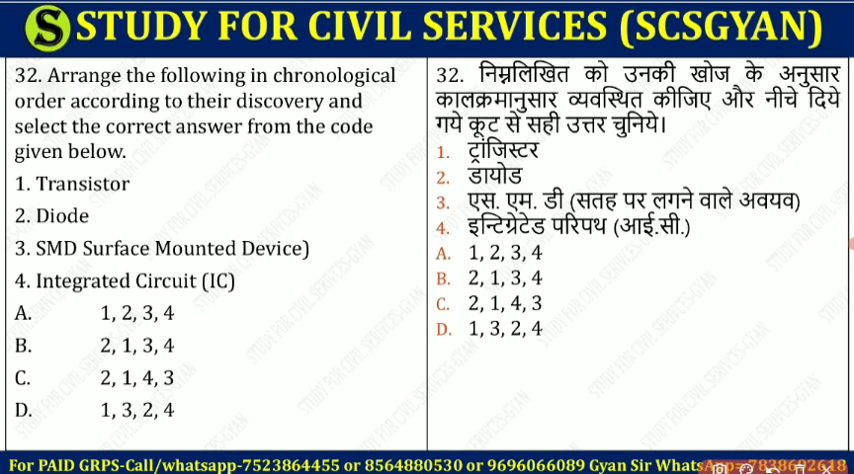 S STUDY FOR CIVIL SERVICES (SCSGYAN)
32. Arrange the following in chronological
order according to their discovery and
select the correct answer from the code
given below.
1. Transistor
2. Diode
3. SMD Surface Mounted Device)
4. Integrated Circuit (IC)
A. 1, 2, 3, 4
B. 2, 1, 3, 4
C. 2, 1, 4, 3
D. 1, 3, 2, 4
32. निम्नलिखित को उनकी खोज के अनुसार
कालक्रमानुसार व्यवस्थित कीजिए और नीचे दिये
गये कूट से सही उत्तर चुनिये।
1. ट्रांजिस्टर
2. डायोड
3. एस. एम. डी (सतह पर लगने वाले अवयव)
4. इन्टिग्रेटेड परिपथ (आई.सी.)
A. 1, 2, 3, 4
B. 2, 1, 3, 4
C. 2, 1, 4, 3
D. 1, 3, 2, 4
For PAID GRPS-Call/whatsapp-7523864455 or 8564880530 or 9696066089 Gyan Sir WhatsApp-7838692618